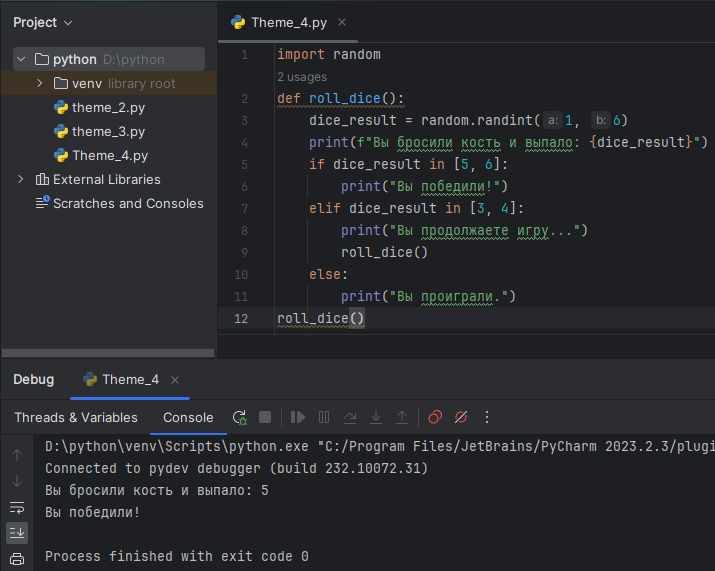 Project
Theme_4.py
python D:\python
venv library root
theme_2.py
theme_3.py
Theme_4.py
External Libraries
Scratches and Consoles
1 import random
2 usages
2 def roll_dice():
3 dice_result = random.randint( a: 1, b: 6)
4 print(f"Вы бросили кость и выпало: {dice_result}")
5 if dice_result in [5, 6]:
6 print("Вы победили!")
7 elif dice_result in [3, 4]:
8 print("Вы продолжаете игру...")
9 roll_dice()
10 else:
11 print("Вы проиграли.")
12 roll_dice()
Debug Theme_4
Threads & Variables Console
D:\python\venv\Scripts\python.exe "C:/Program Files/JetBrains/PyCharm 2023.2.3/plugi
Connected to pydev debugger (build 232.10072.31)
Вы бросили кость и выпало: 5
Вы победили!
Process finished with exit code 0